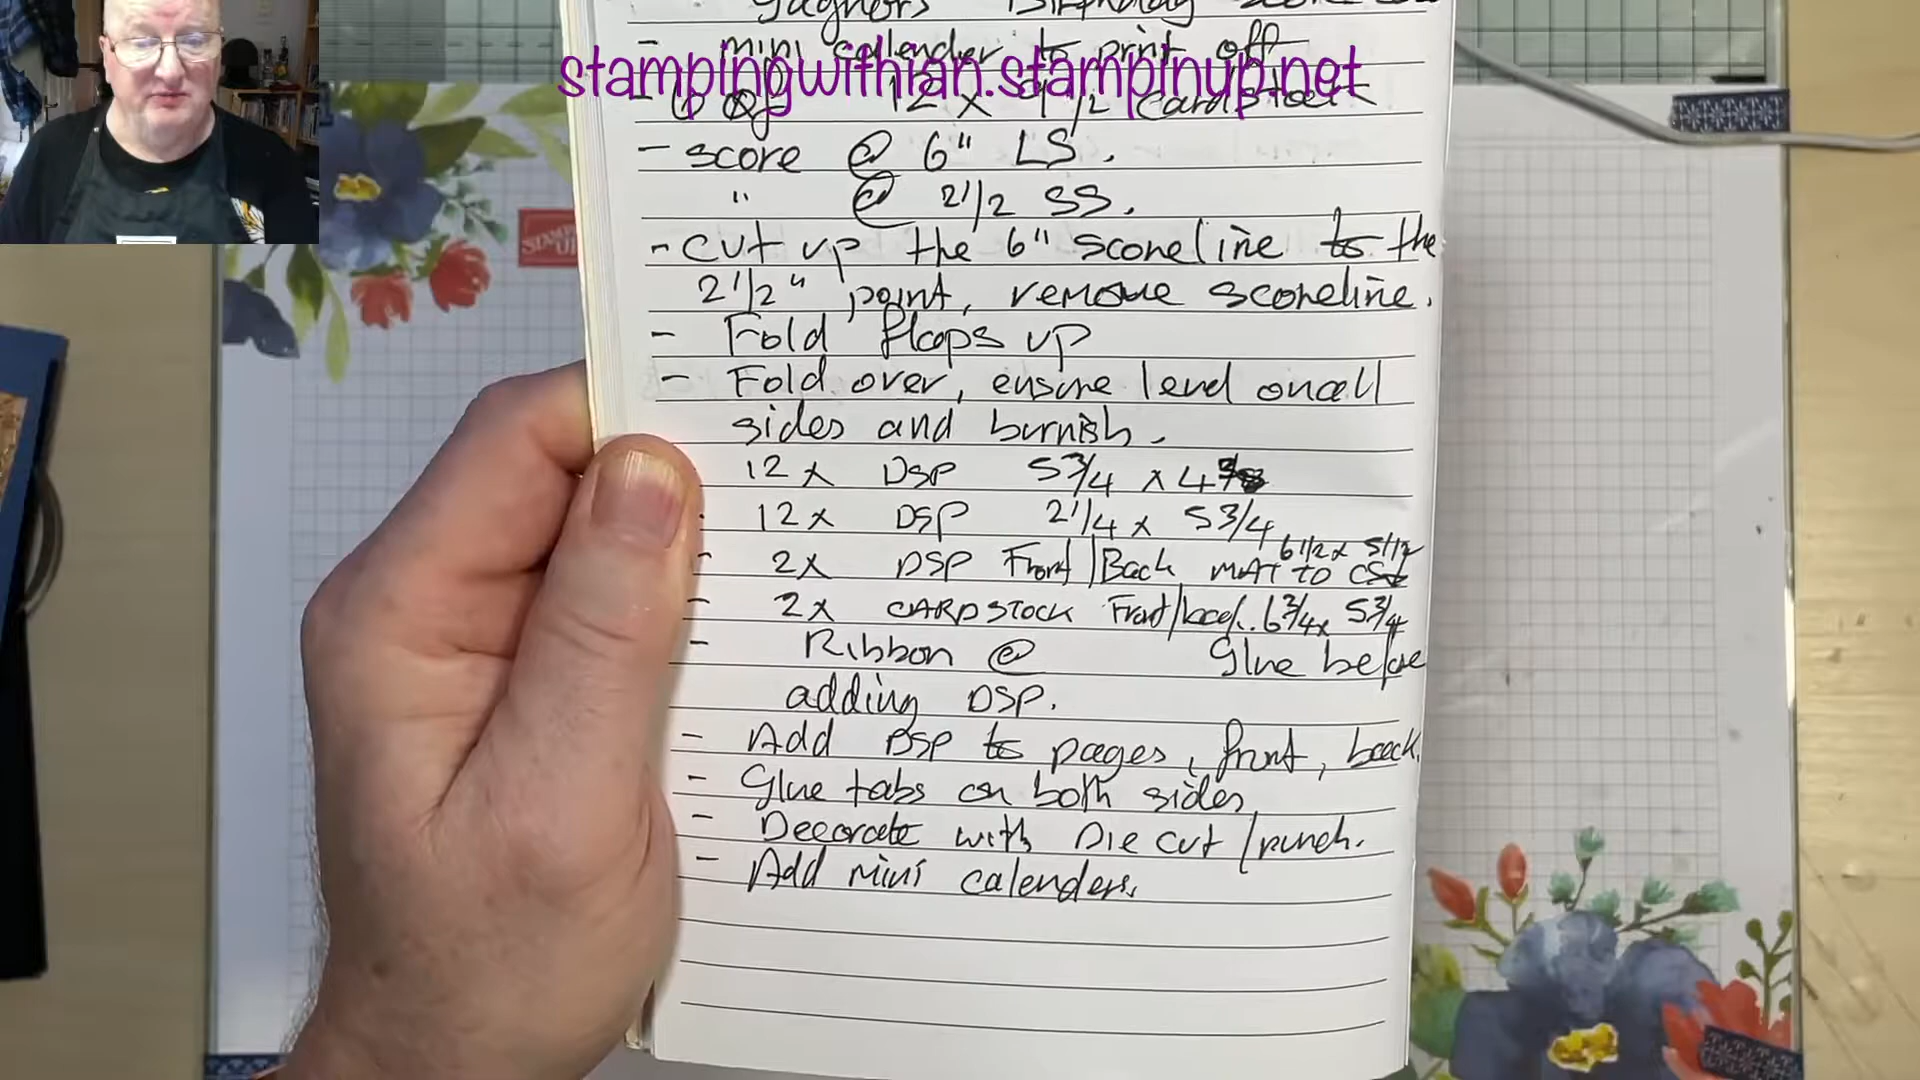 Birthday
- mini calender to print off
stampingwithian.stampinup.net
12 x 1/2 cardstock
- score @ 6" LS.
" @ 2 1/2 SS.
- cut up the 6" scoreline to the
2 1/2" point, remove scoreline.
- Fold flaps up
- Fold over, ensure level on all
sides and burnish.
12 x DSP 5 3/4 x 4
12 x DSP 2 1/4 x 5 3/4
6 1/2 x 5 1/2
- 2x DSP Front/Back MAT TO CS
- 2x CARDSTOCK Front/back. 6 3/4 x 5 3/4
- Ribbon @ Glue before
adding DSP.
- Add DSP to pages, front, back.
- Glue tabs on both sides
- Decorate with Die cut/punch.
- Add mini calenders.
STAMPIN' UP!